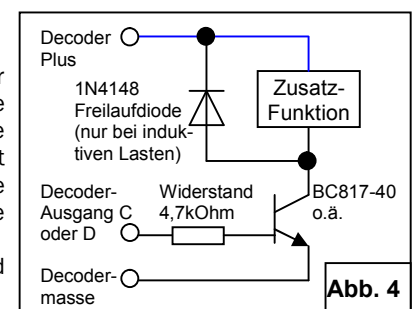 Decoder
Plus
1N4148
Freilaufdiode
(nur bei induk-
tiven Lasten)
Zusatz-
Funktion
Decoder-
Ausgang C
oder D
Widerstand
4,7kOhm
BC817-40
o.ä.
Decoder-
masse
Abb. 4